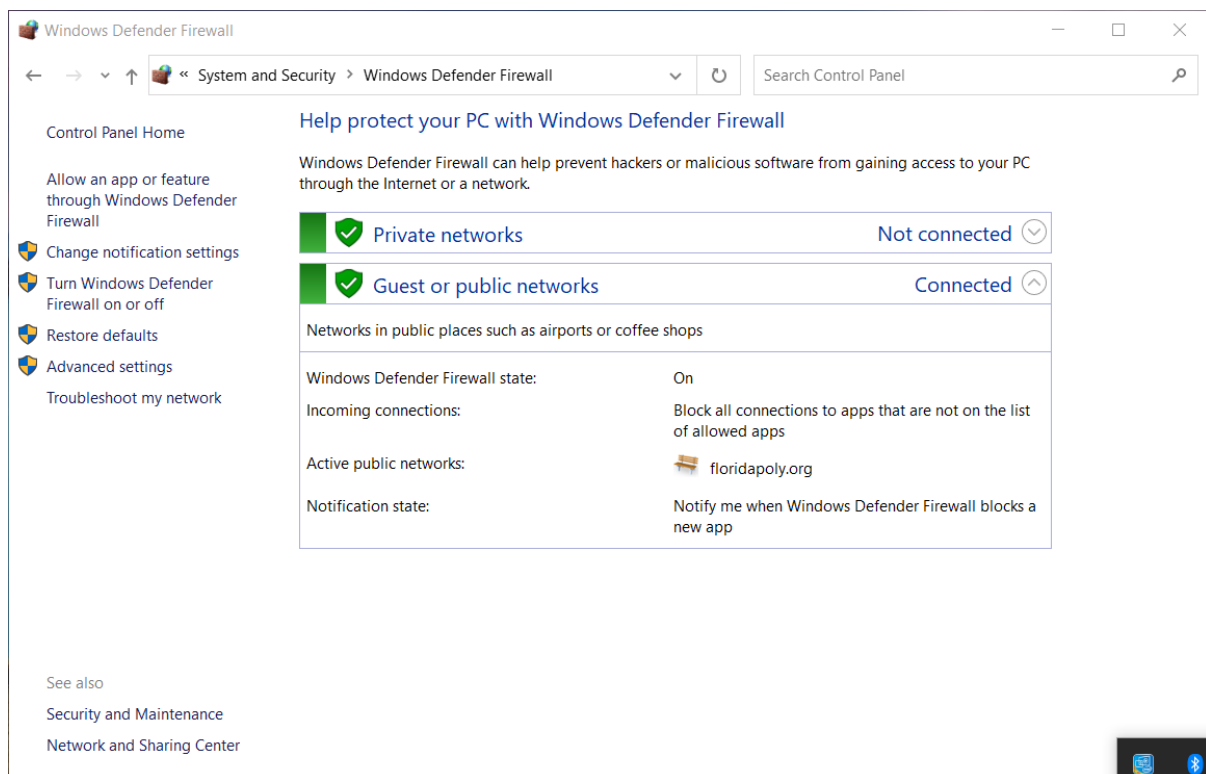 Windows Defender Firewall
« System and Security > Windows Defender Firewall
Search Control Panel
Control Panel Home
Allow an app or feature
through Windows Defender
Firewall
Change notification settings
Turn Windows Defender
Firewall on or off
Restore defaults
Advanced settings
Troubleshoot my network
Help protect your PC with Windows Defender Firewall
Windows Defender Firewall can help prevent hackers or malicious software from gaining access to your PC
through the Internet or a network.
Private networks Not connected
Guest or public networks Connected
Networks in public places such as airports or coffee shops
Windows Defender Firewall state: On
Incoming connections: Block all connections to apps that are not on the list
of allowed apps
Active public networks: floridapoly.org
Notification state: Notify me when Windows Defender Firewall blocks a
new app
See also
Security and Maintenance
Network and Sharing Center